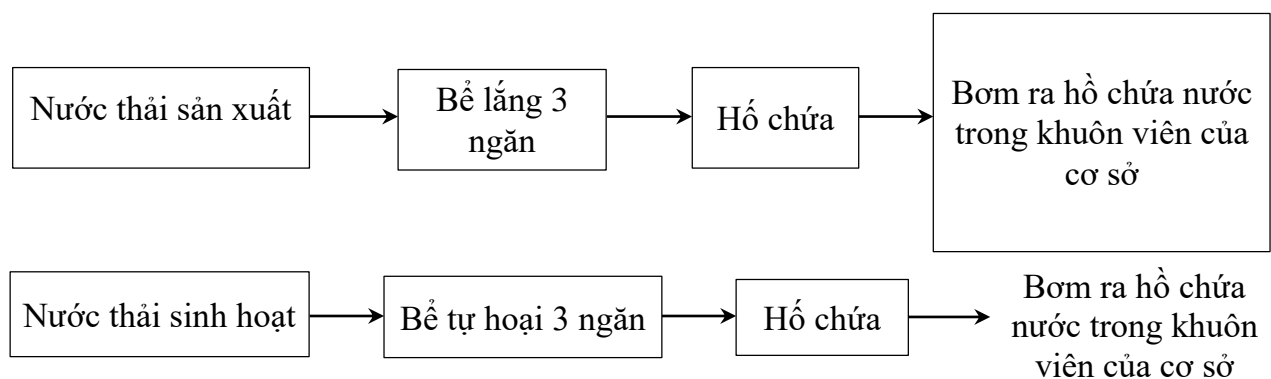 Nước thải sản xuất
Bể lắng 3
ngăn
Hố chứa
Bơm ra hồ chứa nước
trong khuôn viên của
cơ sở
Nước thải sinh hoạt
Bể tự hoại 3 ngăn
Hố chứa
Bơm ra hồ chứa
nước trong khuôn
viên của cơ sở